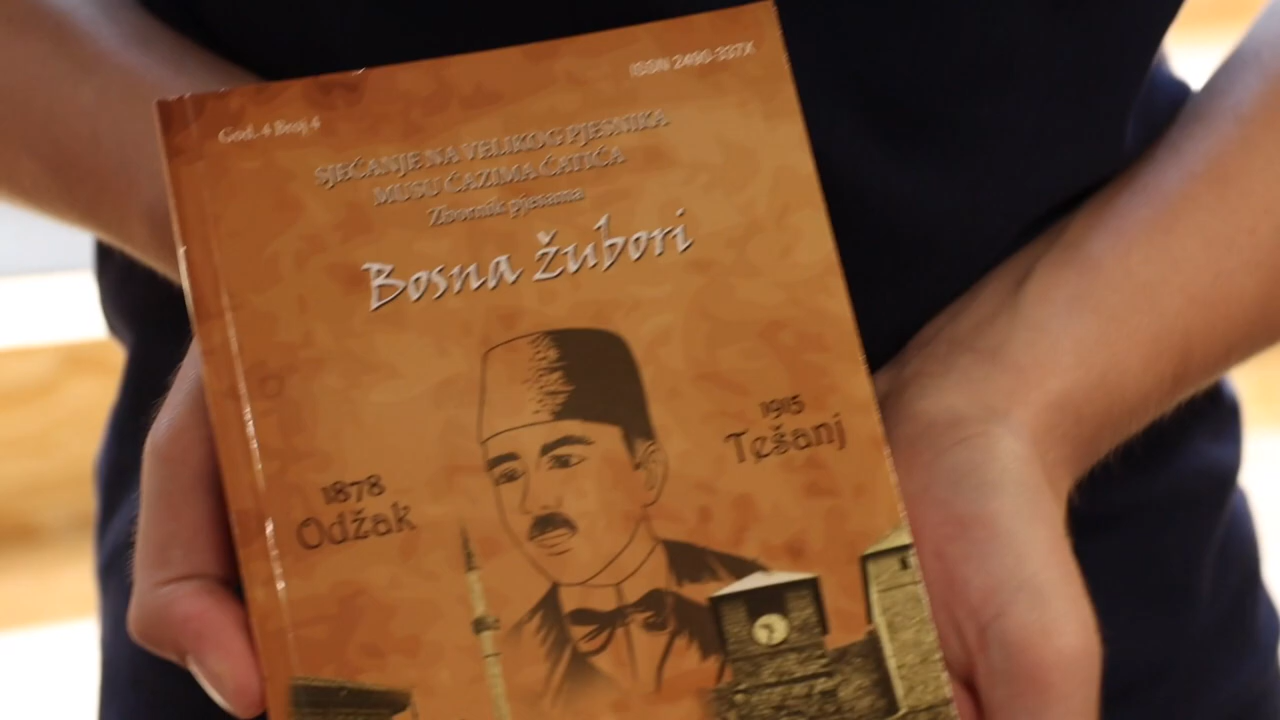 ISSN 2490-337X
God. 4 Broj 4
SJEĆANJE NA VELIKOG PJESNIKA
MUSU ĆAZIMA ĆATIĆA
Zbornik pjesama
Bosna žubori
1915
Tešanj
1878
Odžak